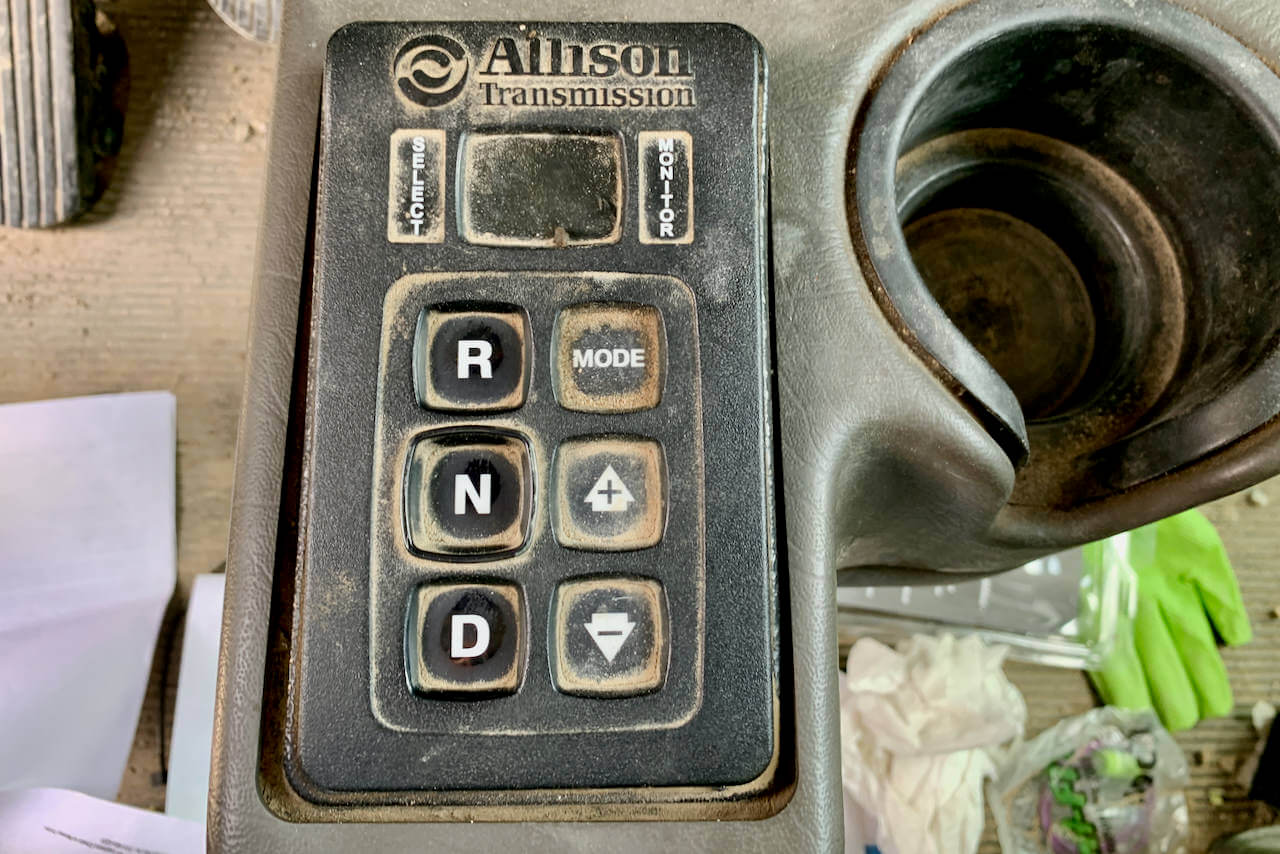 Allison
Transmission
SELECT
MONITOR
R
MODE
N
+
D
-